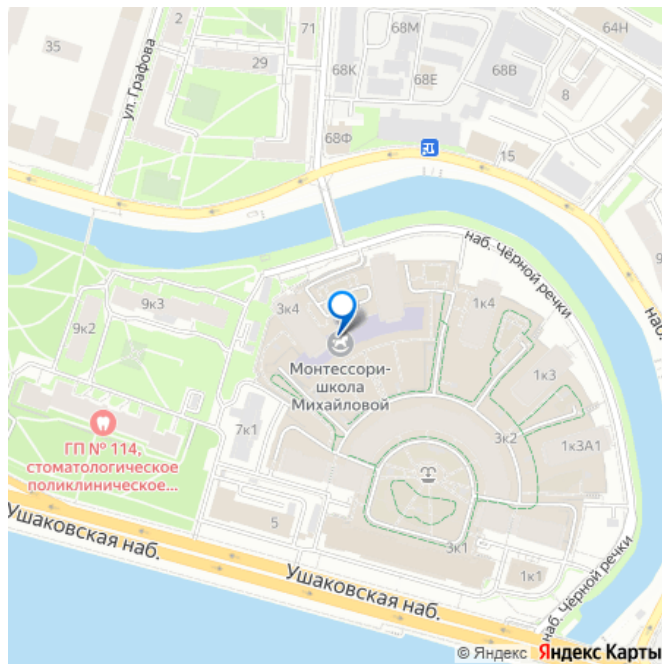 2
71
68М
64Н
35
ул. Графова
29
68К
68Е
68В
8
68Ф
15
наб. Чёрной речки
9
наб.
9к3
3к4
1к4
9к2
Монтессори-
школа
Михайловой
1к3
7к1
3к2
1к3А1
ГП № 114,
стоматологическое
поликлиническое...
5
3к1
1к1
Ушаковская наб.
Ушаковская наб.
наб. Чёрной речки
© Яндекс Яндекс Карты